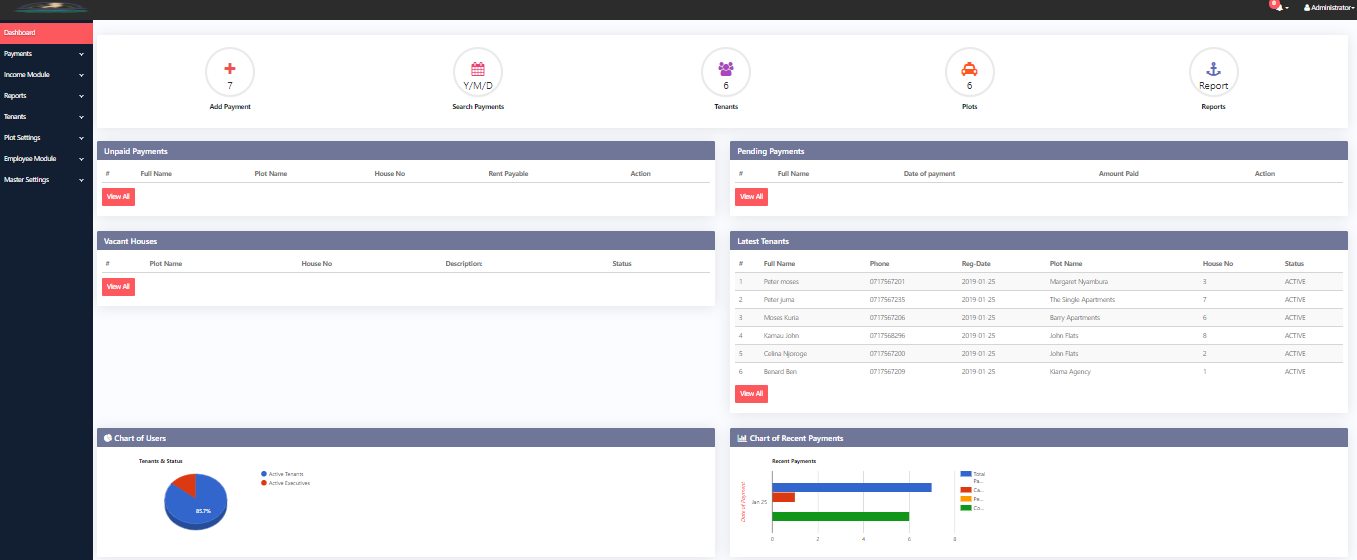 0
Administrator
Dashboard
Payments
Income Module
Reports
Tenants
Plot Settings
Employee Module
Master Settings
7
Add Payment
Y/M/D
Search Payments
6
Tenants
6
Plots
Report
Reports
Unpaid Payments
# Full Name Plot Name House No Rent Payable Action
View All
Pending Payments
# Full Name Date of payment Amount Paid Action
View All
Vacant Houses
# Plot Name House No Description: Status
View All
Latest Tenants
# Full Name Phone Reg-Date Plot Name House No Status
1 Peter moses 0717567201 2019-01-25 Margaret Nyambura 3 ACTIVE
2 Peter juma 0717567235 2019-01-25 The Single Apartments 7 ACTIVE
3 Moses Kuria 0717567206 2019-01-25 Barry Apartments 6 ACTIVE
4 Kamau John 0717568296 2019-01-25 John Flats 8 ACTIVE
5 Celina Njoroge 0717567200 2019-01-25 John Flats 2 ACTIVE
6 Benard Ben 0717567209 2019-01-25 Kiama Agency 1 ACTIVE
View All
Chart of Users
Tenants & Status
Active Tenants
Active Executives
85.7%
Chart of Recent Payments
Recent Payments
Date of Payment
Jan 25
0 2 4 6 8
Total
Pa...
Ca...
Pe...
Co...